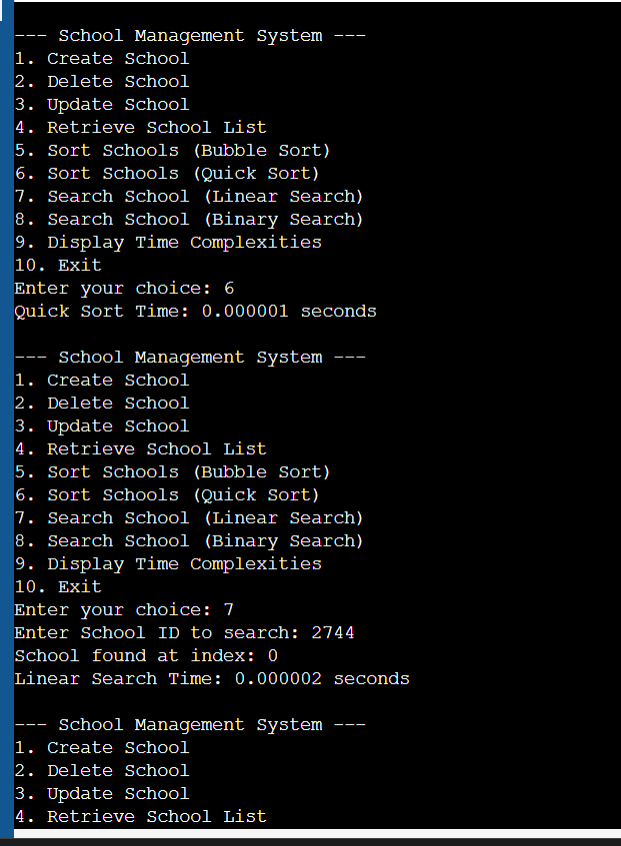 --- School Management System ---
1. Create School
2. Delete School
3. Update School
4. Retrieve School List
5. Sort Schools (Bubble Sort)
6. Sort Schools (Quick Sort)
7. Search School (Linear Search)
8. Search School (Binary Search)
9. Display Time Complexities
10. Exit
Enter your choice: 6
Quick Sort Time: 0.000001 seconds
--- School Management System ---
1. Create School
2. Delete School
3. Update School
4. Retrieve School List
5. Sort Schools (Bubble Sort)
6. Sort Schools (Quick Sort)
7. Search School (Linear Search)
8. Search School (Binary Search)
9. Display Time Complexities
10. Exit
Enter your choice: 7
Enter School ID to search: 2744
School found at index: 0
Linear Search Time: 0.000002 seconds
--- School Management System ---
1. Create School
2. Delete School
3. Update School
4. Retrieve School List